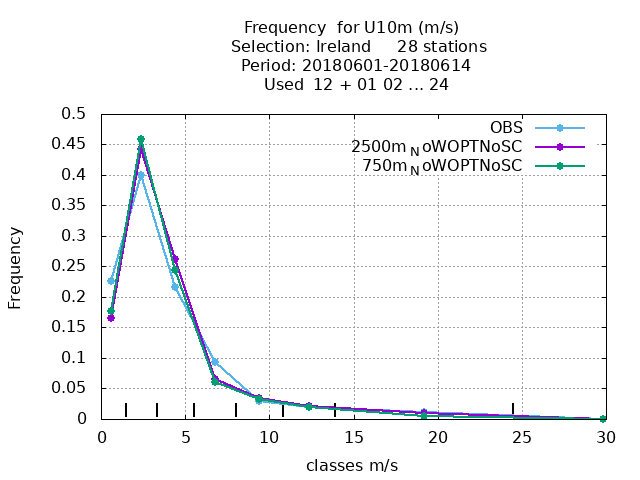 Frequency  for U10m (m/s)
Selection: Ireland     28 stations
Period: 20180601-20180614
Used  12 + 01 02 ... 24
0.5
OBS
0.45
2500m_NoWOPTNoSC
0.4
750m_NoWOPTNoSC
0.35
0.3
0.25
0.2
0.15
0.1
0.05
0
Frequency
0 5 10 15 20 25 30
classes m/s